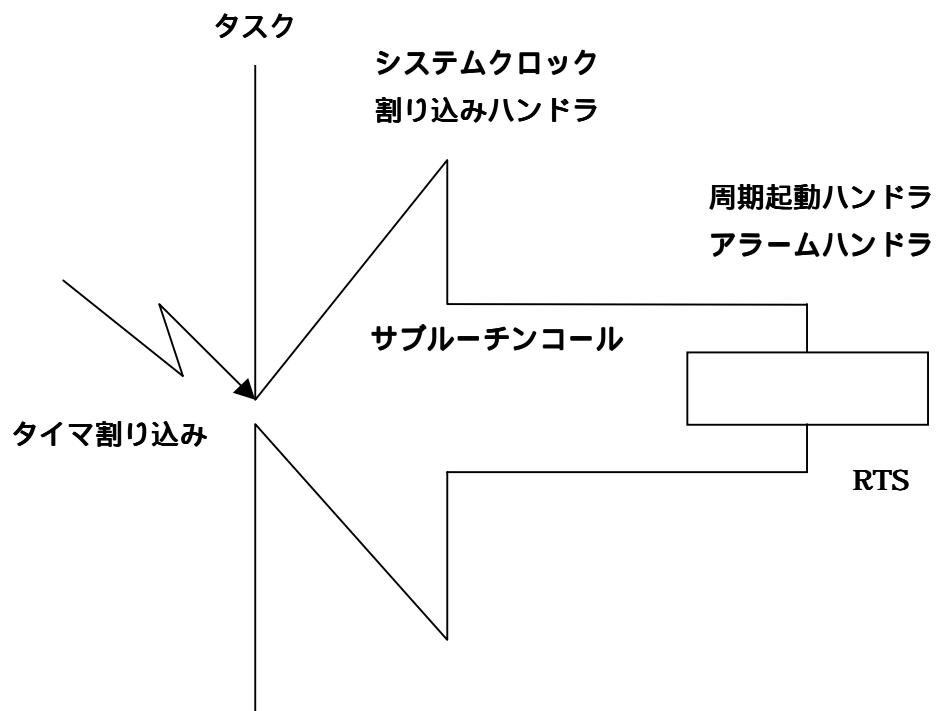 タスク
システムクロック
割り込みハンドラ
周期起動ハンドラ
アラームハンドラ
サブルーチンコール
タイマ割り込み
RTS